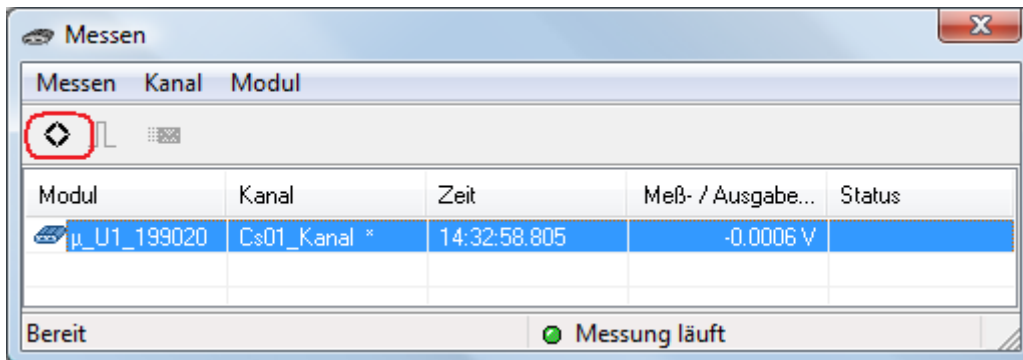 Messen
Messen Kanal Modul
Modul Kanal Zeit Meß- / Ausgabe... Status
µ_U1_199020 Cs01_Kanal * 14:32:58.805 -0.0006 V
Bereit Messung läuft